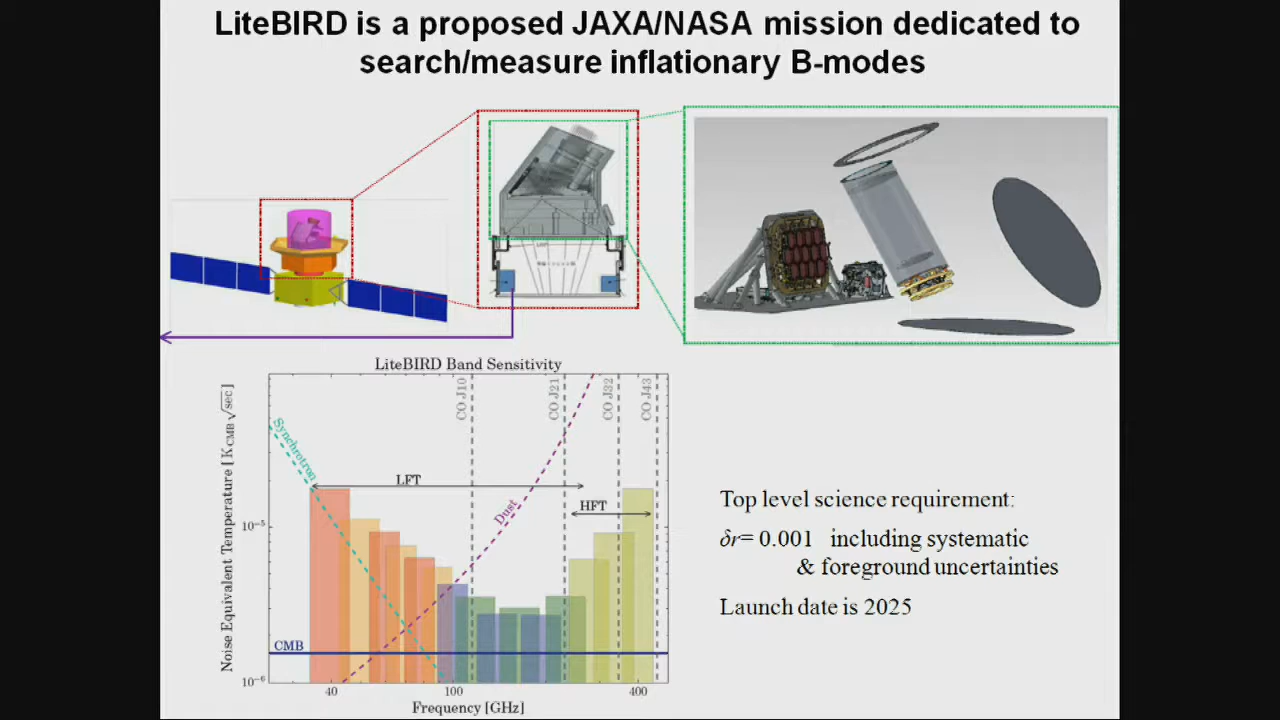 LiteBIRD is a proposed JAXA/NASA mission dedicated to
search/measure inflationary B-modes
LiteBIRD Band Sensitivity
Noise Equivalent Temperature [K_CMB √sec]
Synchrotron
LFT
Dust
HFT
CO J10
CO J21
CO J32
CO J43
CMB
10⁻⁵
10⁻⁶
40
100
400
Frequency [GHz]
Top level science requirement:
δr= 0.001 including systematic
& foreground uncertainties
Launch date is 2025